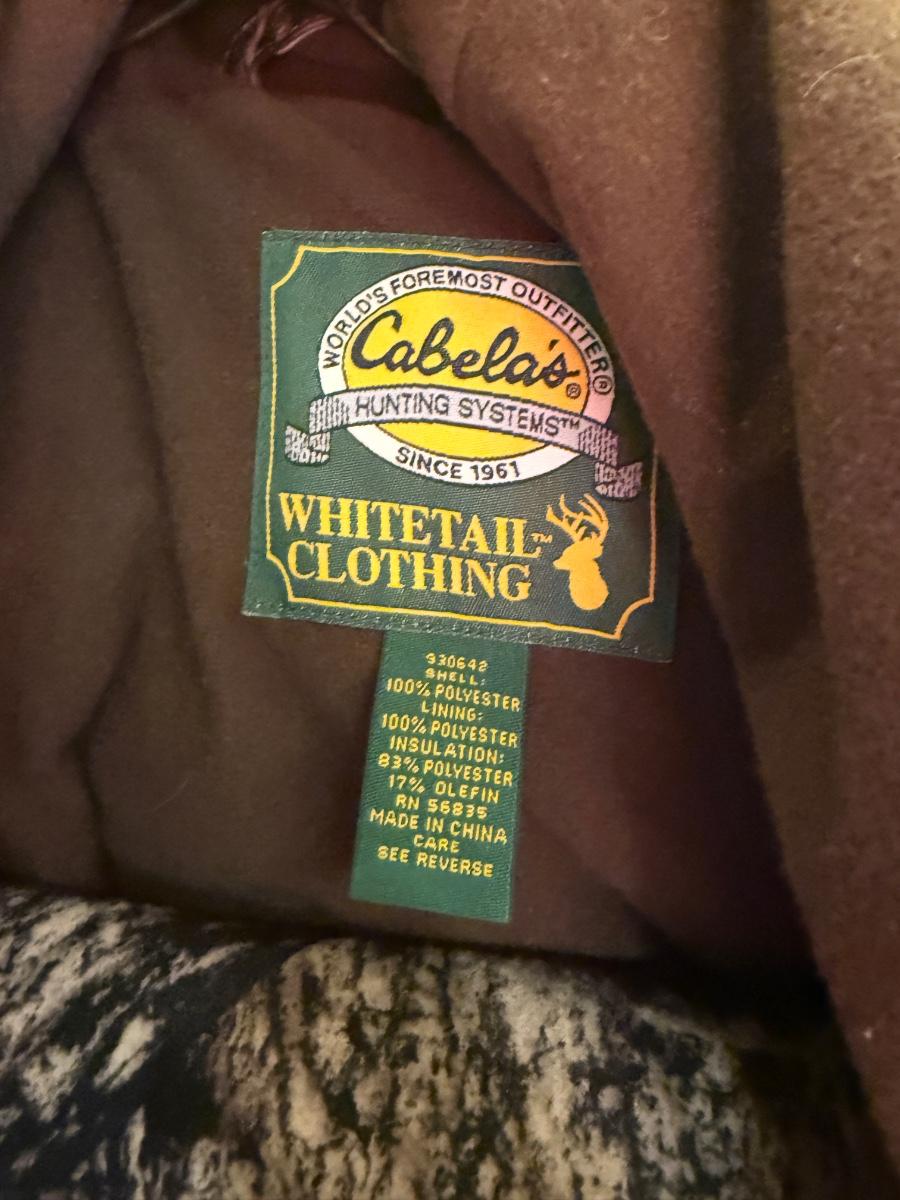 WORLD'S FOREMOST OUTFITTER®
Cabela's®
HUNTING SYSTEMS™
SINCE 1961
WHITETAIL™
CLOTHING
930642
SHELL:
100% POLYESTER
LINING:
100% POLYESTER
INSULATION:
83% POLYESTER
17% OLEFIN
RN 56835
MADE IN CHINA
CARE
SEE REVERSE